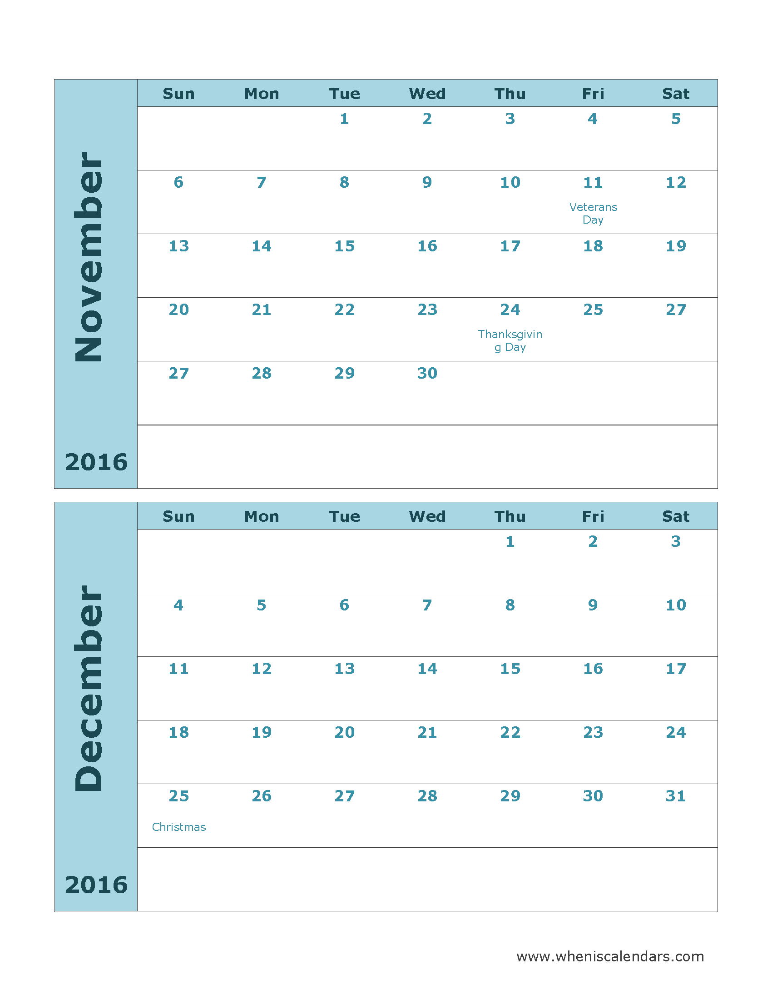 Sun Mon Tue Wed Thu Fri Sat
1 2 3 4 5
6 7 8 9 10 11 12
Veterans
Day
13 14 15 16 17 18 19
20 21 22 23 24 25 27
Thanksgivin
g Day
27 28 29 30
November
2016
Sun Mon Tue Wed Thu Fri Sat
1 2 3
4 5 6 7 8 9 10
11 12 13 14 15 16 17
18 19 20 21 22 23 24
25 26 27 28 29 30 31
Christmas
December
2016
www.wheniscalendars.com